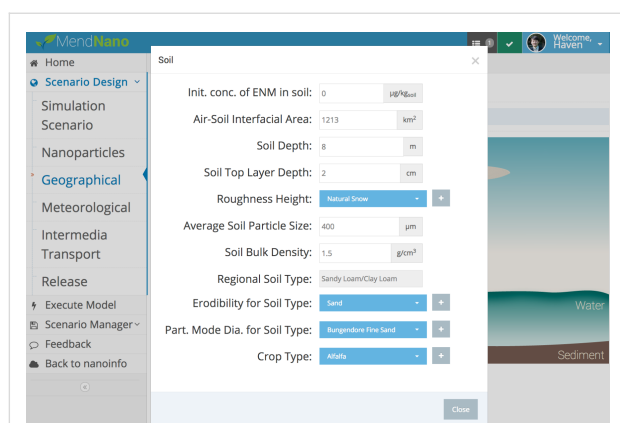 MendNano
1
Welcome,
Haven
Home
Scenario Design
Simulation
Scenario
Nanoparticles
Geographical
Meteorological
Intermedia
Transport
Release
Execute Model
Scenario Manager
Feedback
Back to nanoinfo
Soil
×
Init. conc. of ENM in soil: 0 µg/kgsoil
Air-Soil Interfacial Area: 1213 km²
Soil Depth: 8 m
Soil Top Layer Depth: 2 cm
Roughness Height: Natural Snow +
Average Soil Particle Size: 400 µm
Soil Bulk Density: 1.5 g/cm³
Regional Soil Type: Sandy Loam/Clay Loam
Erodibility for Soil Type: Sand +
Part. Mode Dia. for Soil Type: Bungendore Fine Sand +
Crop Type: Alfalfa +
Close
Water
Sediment